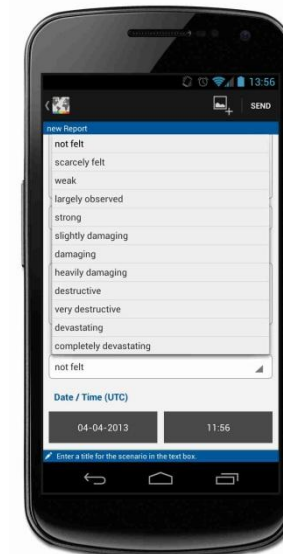 13:56
SEND
new Report
not felt
scarcely felt
weak
largely observed
strong
slightly damaging
damaging
heavily damaging
destructive
very destructive
devastating
completely devastating
not felt
Date / Time (UTC)
04-04-2013 11:56
Enter a title for the scenario in the text box.